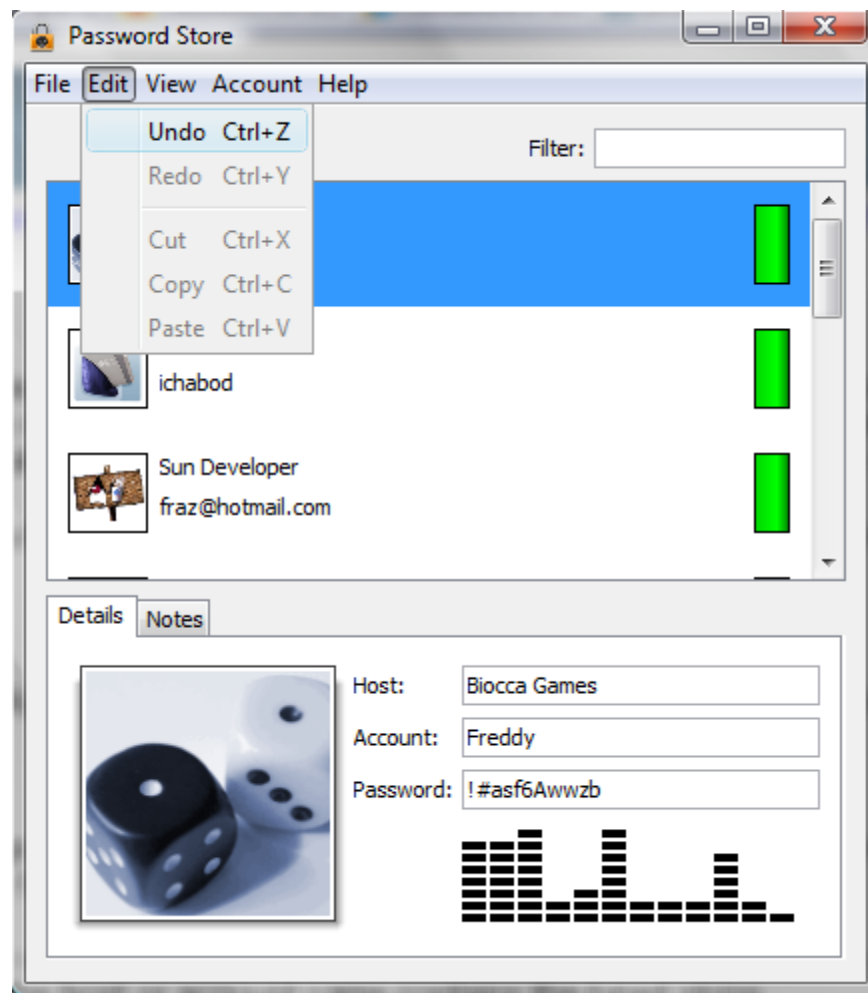 Password Store
File Edit View Account Help
Undo Ctrl+Z
Redo Ctrl+Y
Cut Ctrl+X
Copy Ctrl+C
Paste Ctrl+V
Filter:
ichabod
Sun Developer
fraz@hotmail.com
Details Notes
Host: Biocca Games
Account: Freddy
Password: !#asf6Awwzb